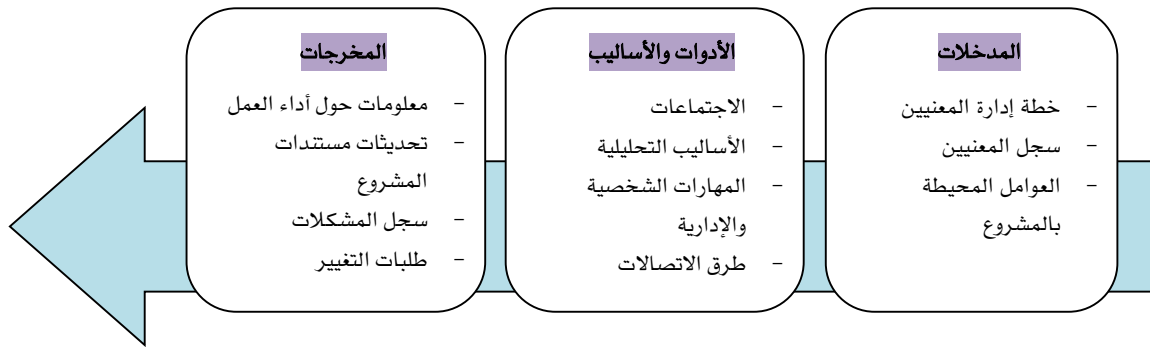 المدخلات
- خطة إدارة المعنيين
- سجل المعنيين
- العوامل المحيطة
بالمشروع
الأدوات والأساليب
- الاجتماعات
- الأساليب التحليلية
- المهارات الشخصية
والإدارية
- طرق الاتصالات
المخرجات
- معلومات حول أداء العمل
- تحديثات مستندات
المشروع
- سجل المشكلات
- طلبات التغيير